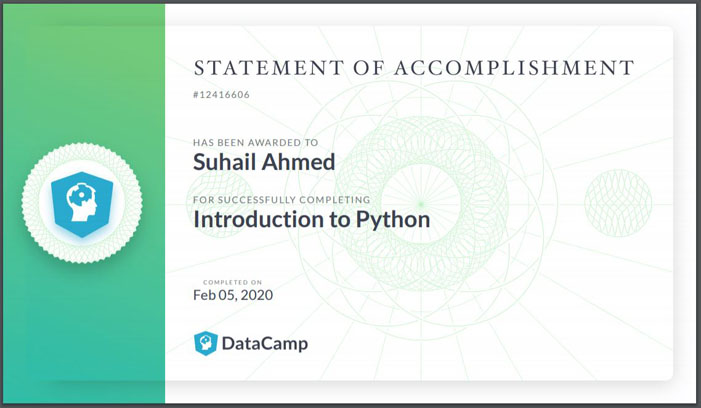 STATEMENT OF ACCOMPLISHMENT
#12416606
HAS BEEN AWARDED TO
Suhail Ahmed
FOR SUCCESSFULLY COMPLETING
Introduction to Python
COMPLETED ON
Feb 05, 2020
DataCamp